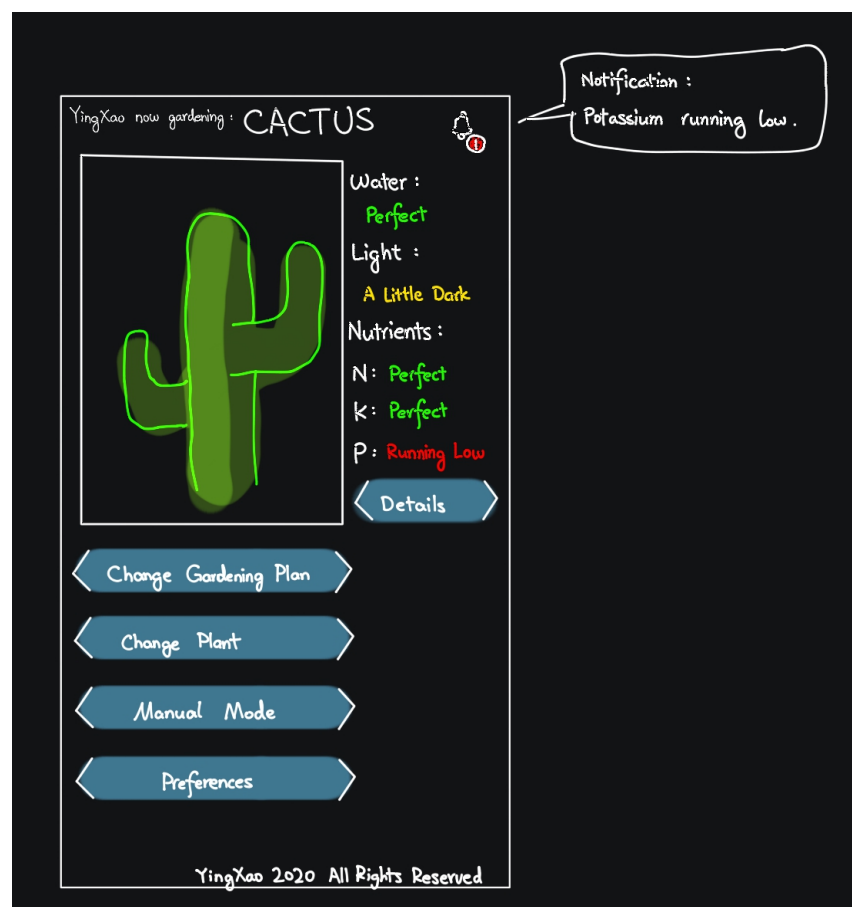 YingXao now gardening : CACTUS
Notification :
Potassium running low.
Water :
Perfect
Light :
A Little Dark
Nutrients :
N : Perfect
K : Perfect
P : Running Low
Details
Change Gardening Plan
Change Plant
Manual Mode
Preferences
YingXao 2020 All Rights Reserved